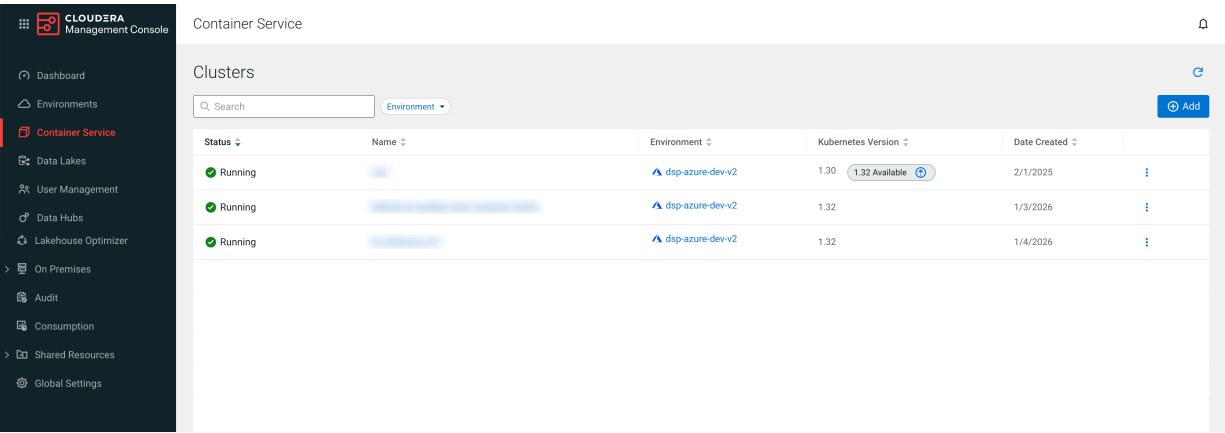 CLOUDERA
Management Console
Dashboard
Environments
Container Service
Data Lakes
User Management
Data Hubs
Lakehouse Optimizer
On Premises
Audit
Consumption
Shared Resources
Global Settings
Container Service
Clusters
Search
Environment
Add
Status Name Environment Kubernetes Version Date Created
Running dsp-azure-dev-v2 1.30 1.32 Available 2/1/2025
Running dsp-azure-dev-v2 1.32 1/3/2026
Running dsp-azure-dev-v2 1.32 1/4/2026